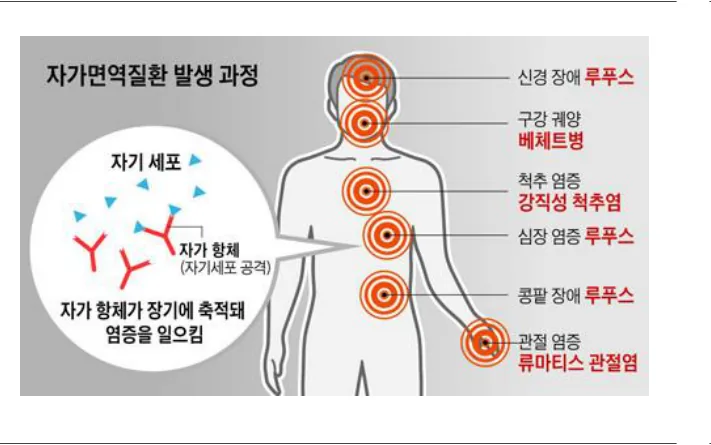 자가면역질환 발생 과정
자기 세포
자가 항체
(자기세포 공격)
자가 항체가 장기에 축적돼
염증을 일으킴
신경 장애 루푸스
구강 궤양
베체트병
척추 염증
강직성 척추염
심장 염증 루푸스
콩팥 장애 루푸스
관절 염증
류마티스 관절염